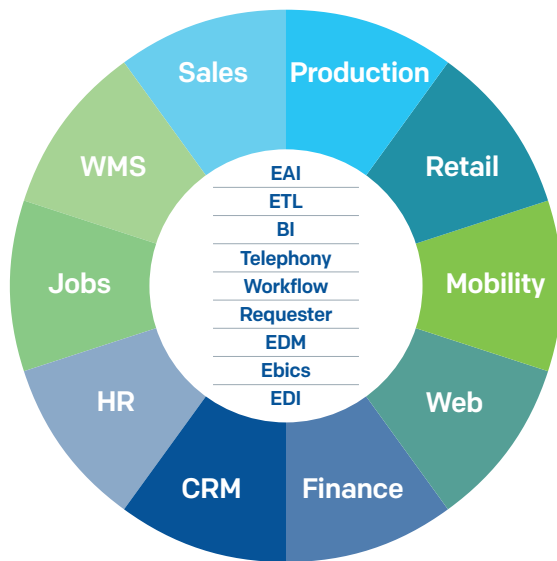 Sales
Production
Retail
Mobility
Web
Finance
CRM
HR
Jobs
WMS
EAI
ETL
BI
Telephony
Workflow
Requester
EDM
Ebics
EDI